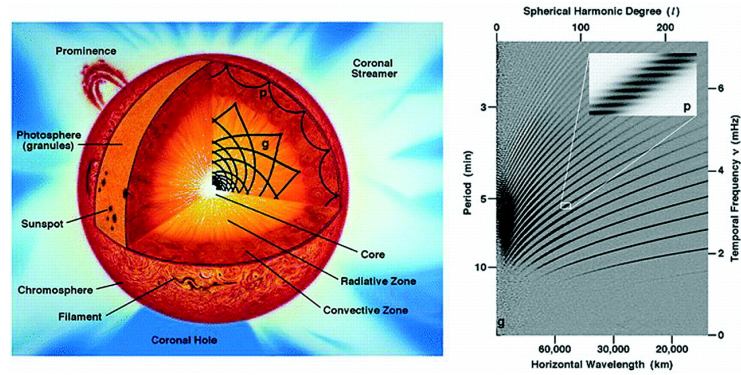 Prominence
Coronal
Streamer
Photosphere
(granules)
p
g
Sunspot
Core
Radiative Zone
Chromosphere
Convective Zone
Filament
Coronal Hole
Spherical Harmonic Degree (l)
0 100 200
p
3
5
10
Period (min)
6
4
2
0
Temporal Frequency ν (mHz)
g
60,000 30,000 20,000
Horizontal Wavelength (km)